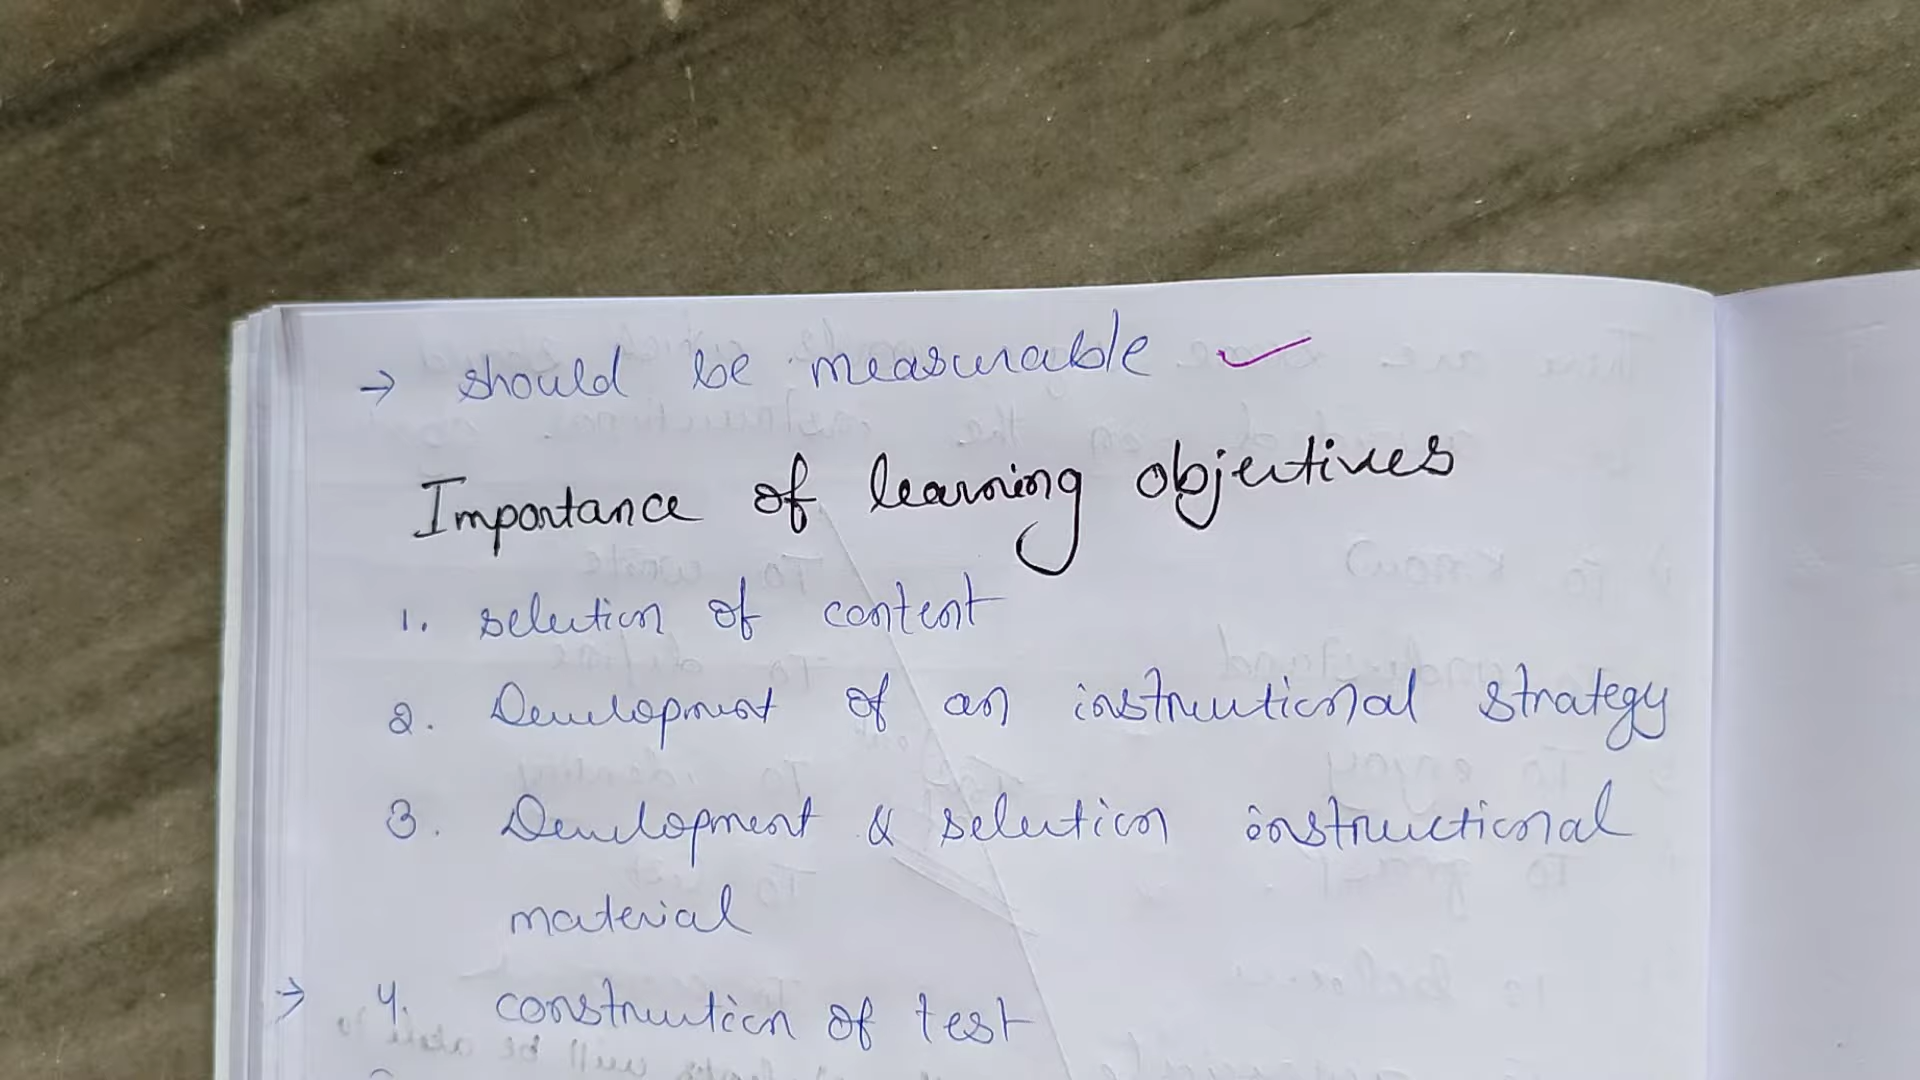 → should be measurable ✓
Importance of learning objectives
1. selection of content
2. Development of an instructional strategy
3. Development & selection instructional
material
→ 4. construction of test